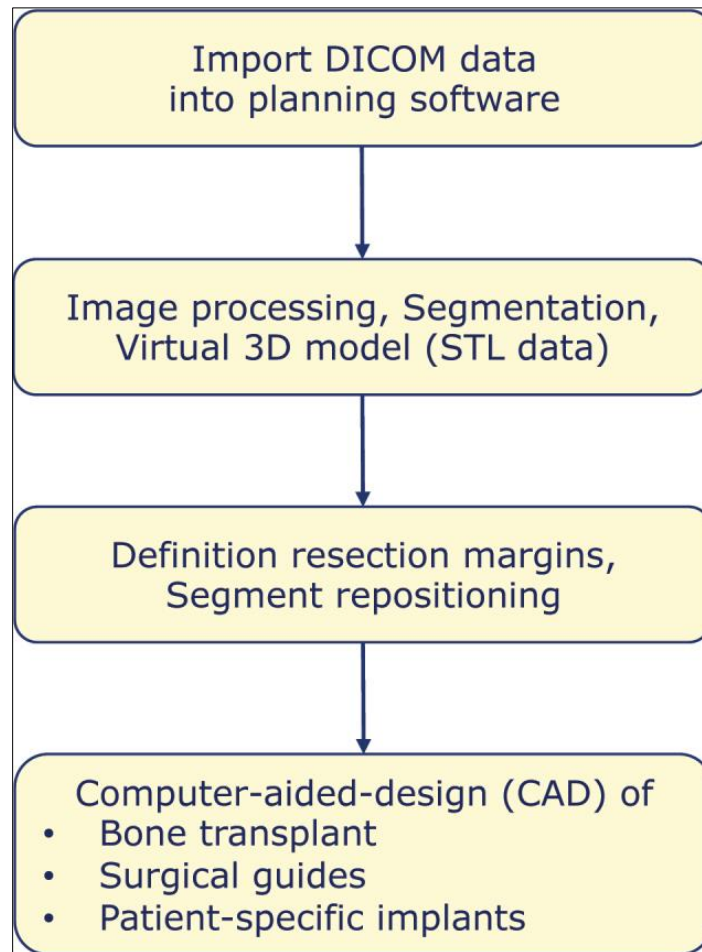 Import DICOM data
into planning software
Image processing, Segmentation,
Virtual 3D model (STL data)
Definition resection margins,
Segment repositioning
Computer-aided-design (CAD) of
• Bone transplant
• Surgical guides
• Patient-specific implants